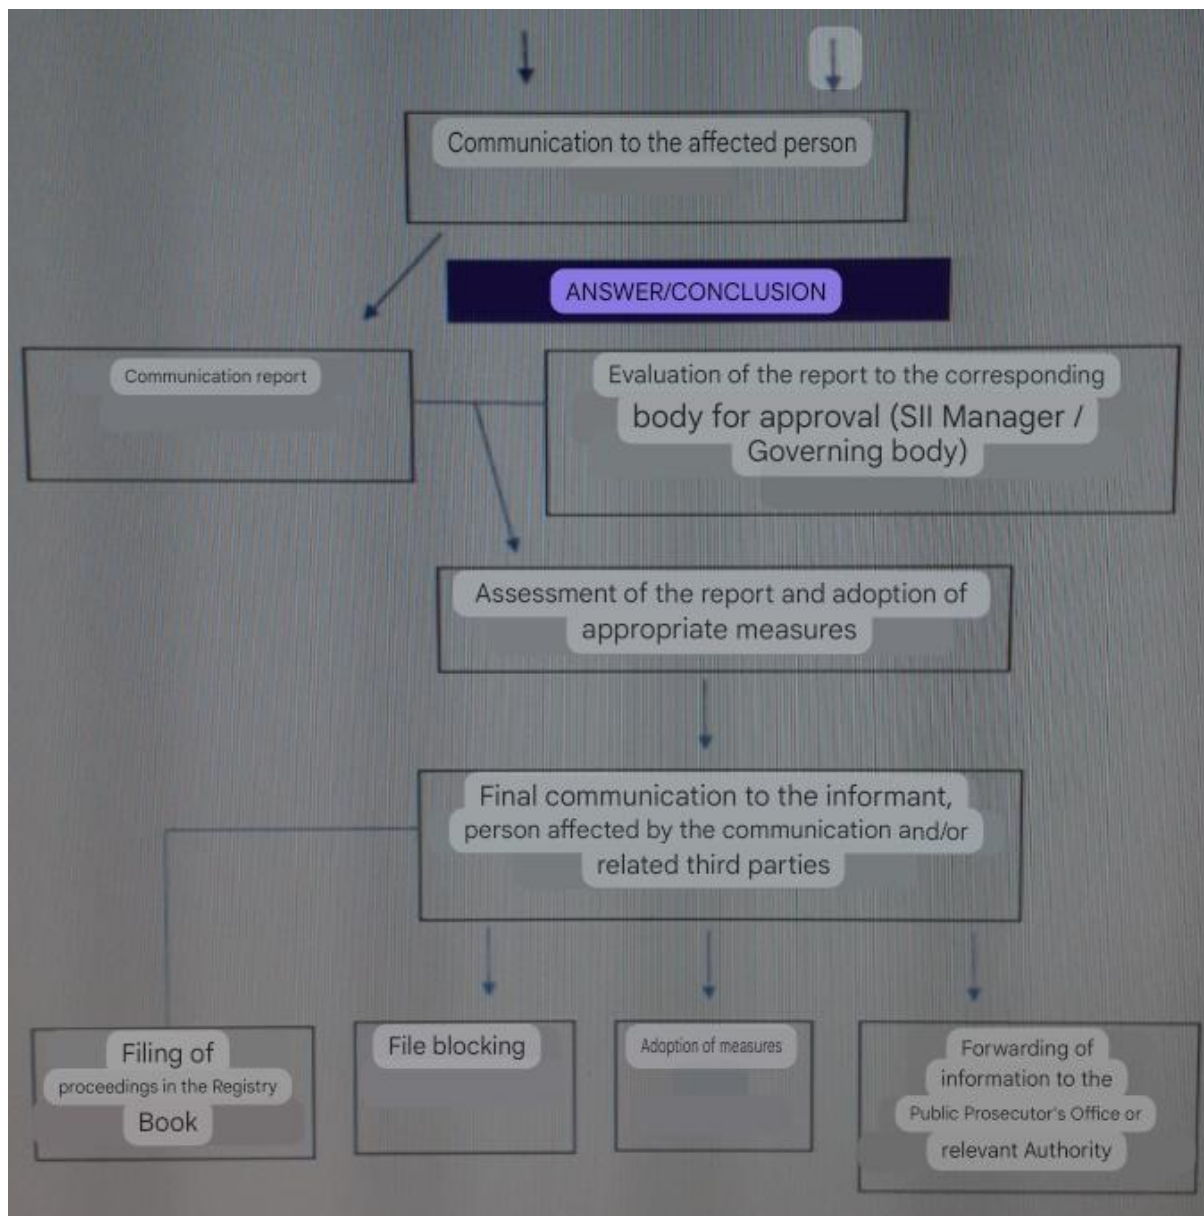 Communication to the affected person
ANSWER/CONCLUSION
Communication report
Evaluation of the report to the corresponding
body for approval (SII Manager /
Governing body)
Assessment of the report and adoption of
appropriate measures
Final communication to the informant,
person affected by the communication and/or
related third parties
Filing of
proceedings in the Registry
Book
File blocking
Adoption of measures
Forwarding of
information to the
Public Prosecutor's Office or
relevant Authority